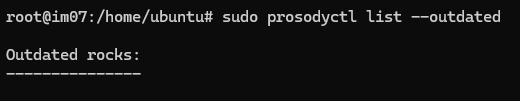 root@im07:/home/ubuntu# sudo prosodyctl list --outdated
Outdated rocks:
---------------